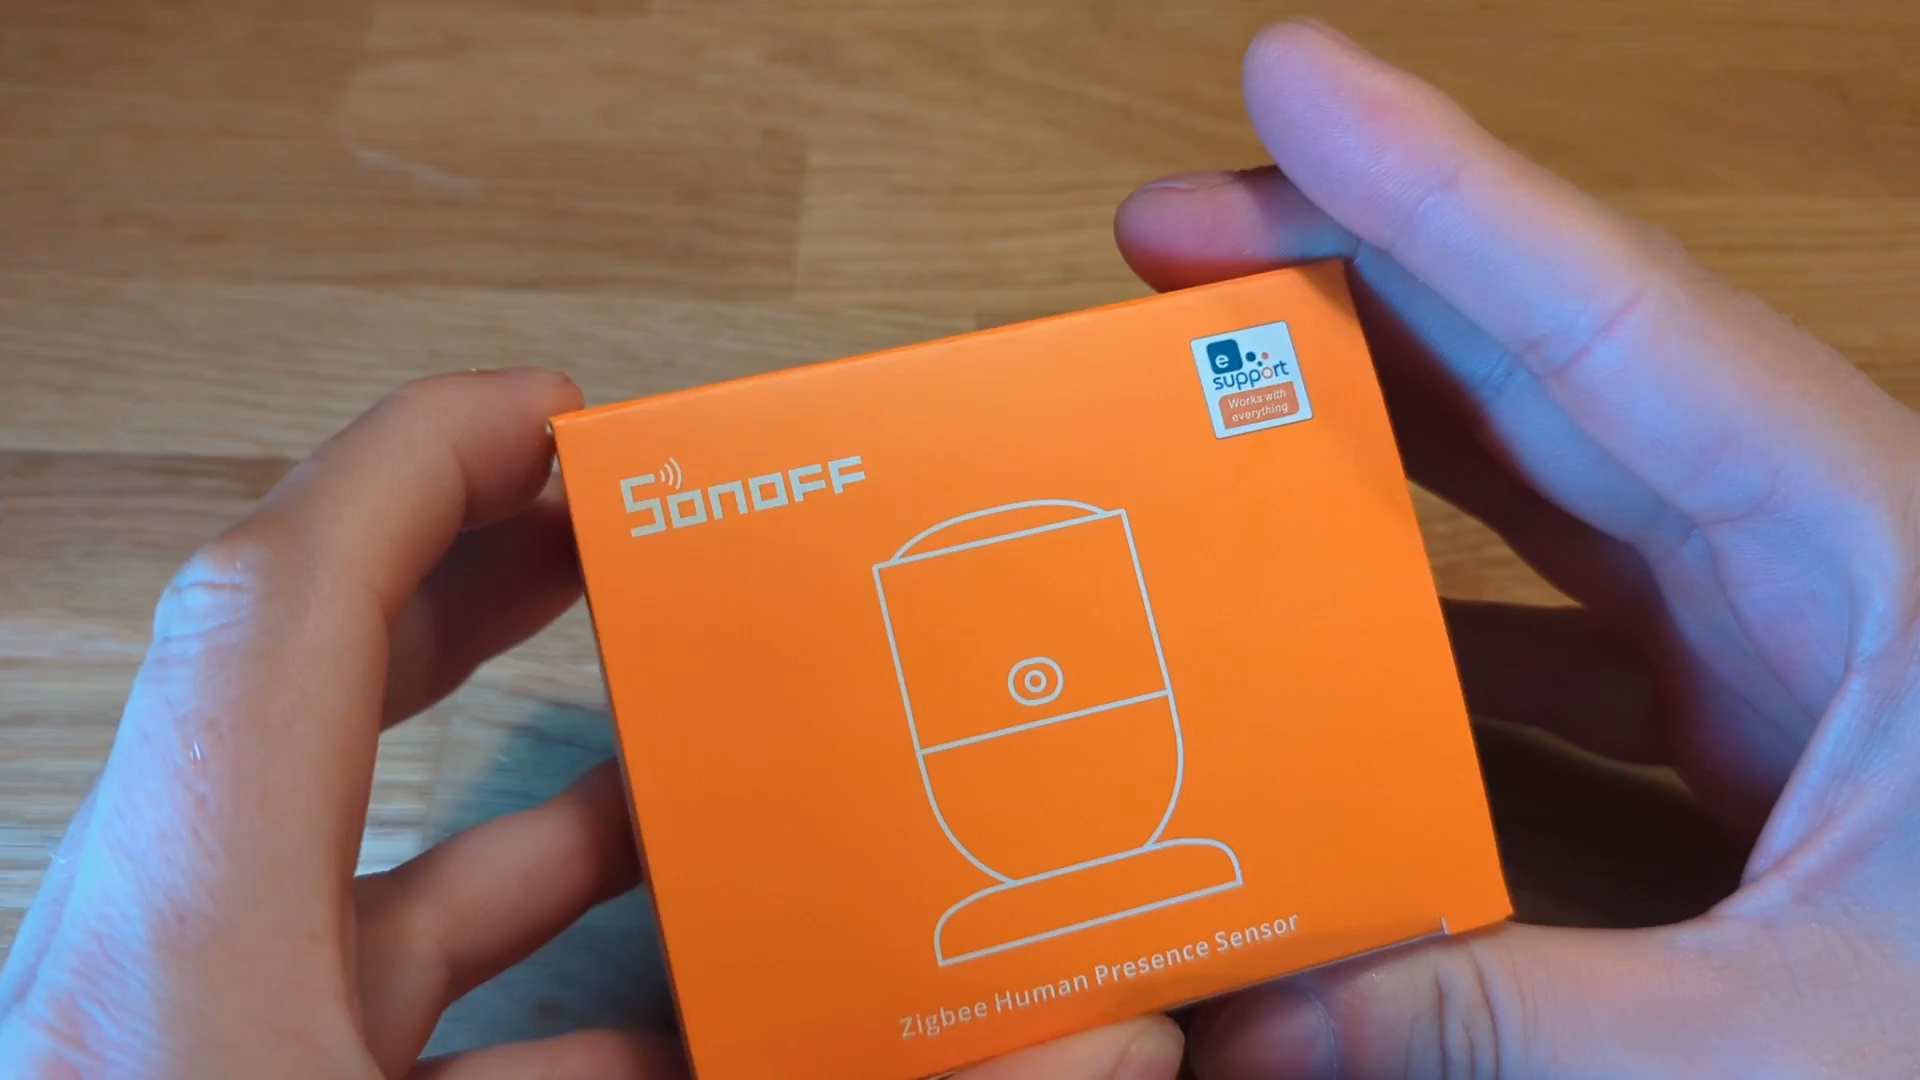 e
support
Works with
everything
SONOFF
Zigbee Human Presence Sensor